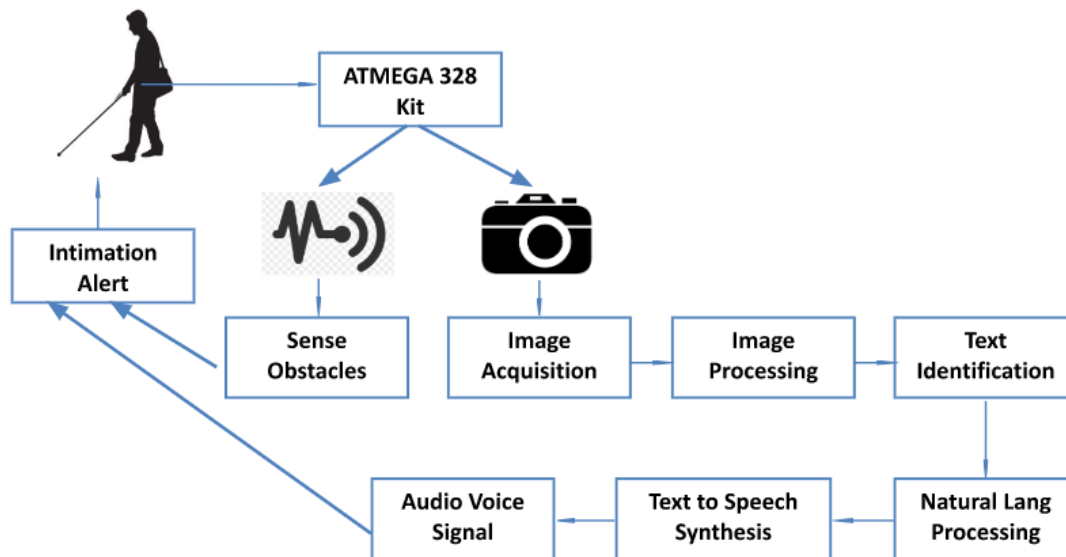 ATMEGA 328
Kit
Intimation
Alert
Sense
Obstacles
Image
Acquisition
Image
Processing
Text
Identification
Audio Voice
Signal
Text to Speech
Synthesis
Natural Lang
Processing